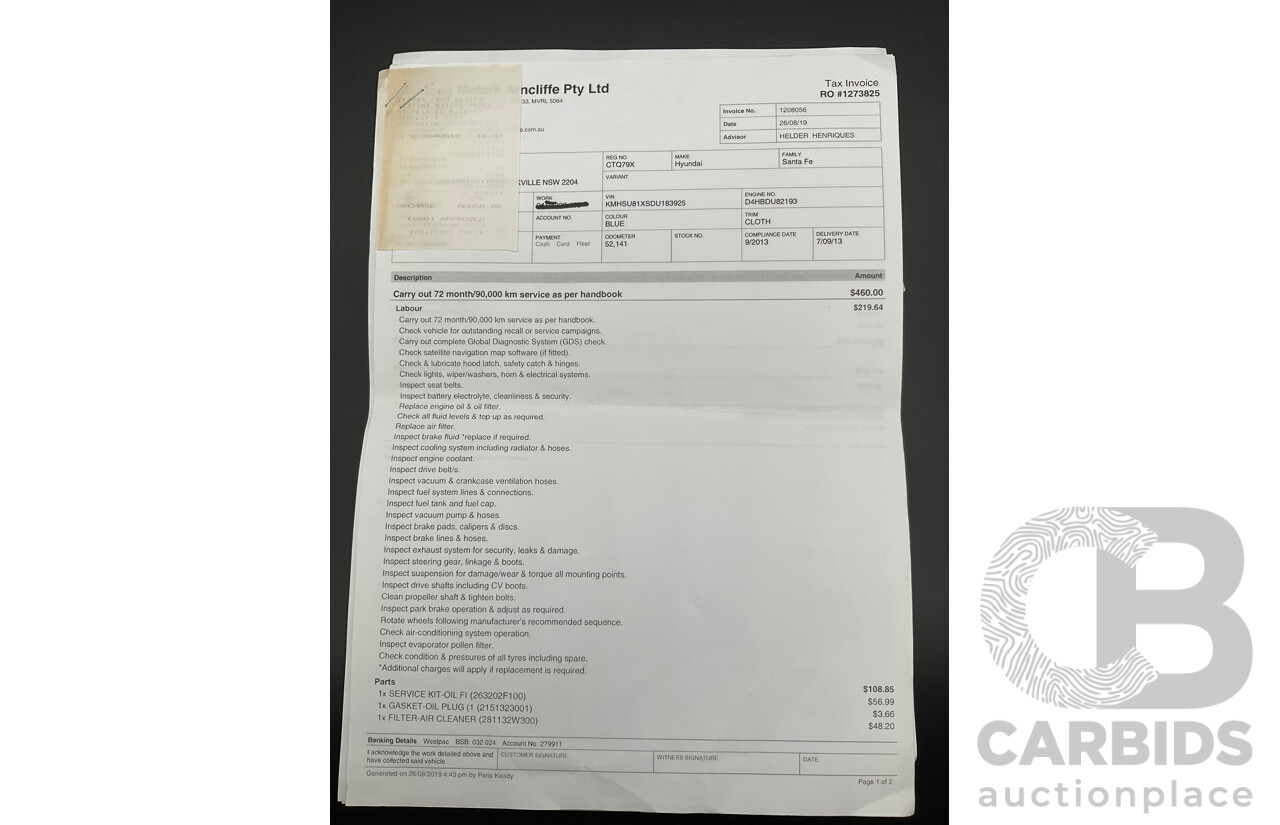 ncliffe Pty Ltd
33, MVRL 5084
e.com.au
Tax Invoice
RO #1273825
Invoice No. 1208056
Date 26/08/19
Advisor HELDER HENRIQUES
APPROVED
KVILLE NSW 2204
REG.NO. CTQ79X
MAKE Hyundai
FAMILY Santa Fe
VARIANT
WORK
VIN KMHSU81XSDU183925
ENGINE NO. D4HBDU82193
ACCOUNT NO.
COLOUR BLUE
TRIM CLOTH
PAYMENT Cash Card Fleet
ODOMETER 52,141
STOCK NO.
COMPLIANCE DATE 9/2013
DELIVERY DATE 7/09/13
Description Amount
Carry out 72 month/90,000 km service as per handbook $460.00
Labour $219.64
Carry out 72 month/90,000 km service as per handbook.
Check vehicle for outstanding recall or service campaigns.
Carry out complete Global Diagnostic System (GDS) check.
Check satellite navigation map software (if fitted).
Check & lubricate hood latch, safety catch & hinges.
Check lights, wiper/washers, horn & electrical systems.
Inspect seat belts.
Inspect battery electrolyte, cleanliness & security.
Replace engine oil & oil filter.
Check all fluid levels & top up as required.
Replace air filter.
Inspect brake fluid *replace if required.
Inspect cooling system including radiator & hoses.
Inspect engine coolant.
Inspect drive belt/s.
Inspect vacuum & crankcase ventilation hoses.
Inspect fuel system lines & connections.
Inspect fuel tank and fuel cap.
Inspect vacuum pump & hoses.
Inspect brake pads, calipers & discs.
Inspect brake lines & hoses.
Inspect exhaust system for security, leaks & damage.
Inspect steering gear, linkage & boots.
Inspect suspension for damage/wear & torque all mounting points.
Inspect drive shafts including CV boots.
Clean propeller shaft & tighten bolts.
Inspect park brake operation & adjust as required.
Rotate wheels following manufacturer's recommended sequence.
Check air-conditioning system operation.
Inspect evaporator pollen filter.
Check condition & pressures of all tyres including spare.
*Additional charges will apply if replacement is required.
Parts $108.85
1x SERVICE KIT-OIL FI (263202F100) $56.99
1x GASKET-OIL PLUG (1 (2151323001) $3.66
1x FILTER-AIR CLEANER (281132W300) $48.20
Banking Details Westpac BSB: 032 024 Account No: 279911
I acknowledge the work detailed above and
have collected said vehicle.
CUSTOMER SIGNATURE
WITNESS SIGNATURE
DATE
Generated on 26/08/2019 4:43 pm by Paris Keady
Page 1 of 2
CB
CARBIDS
auctionplace